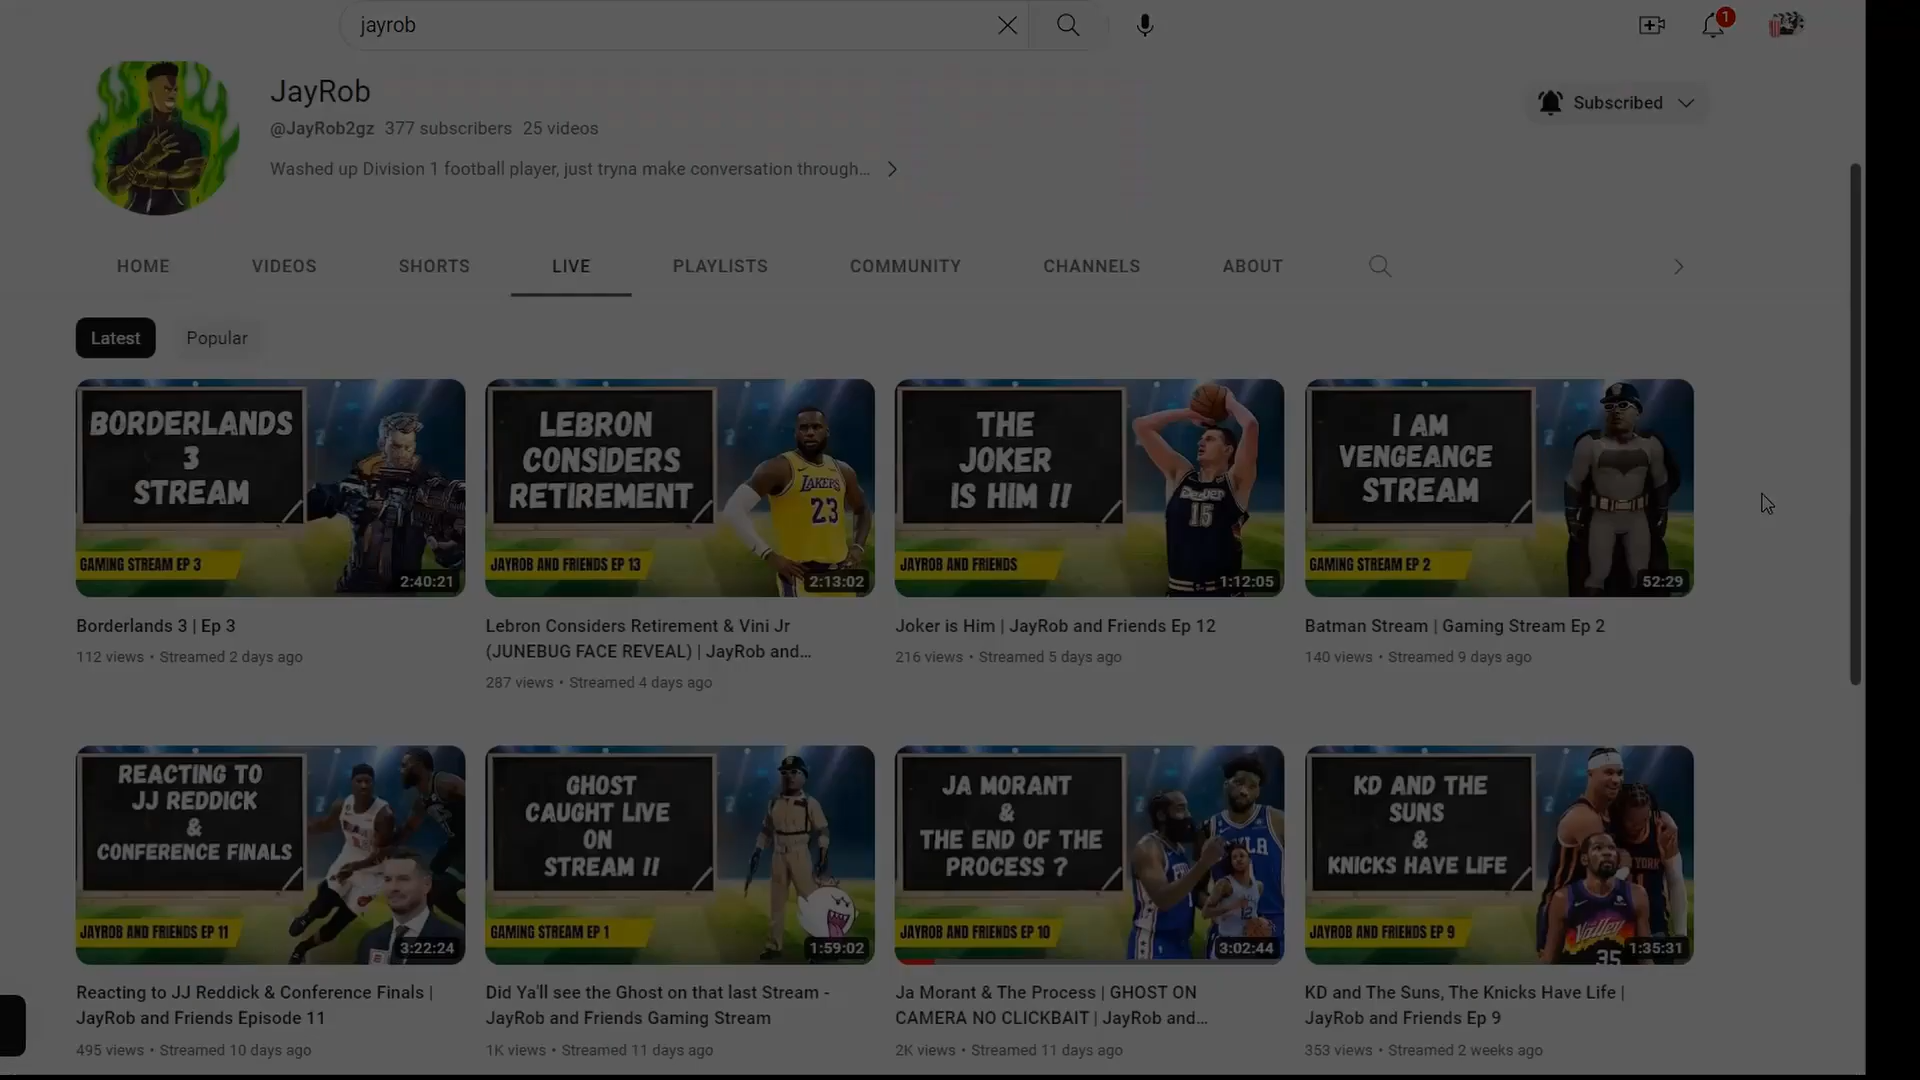 jayrob
1
JayRob
@JayRob2gz 377 subscribers 25 videos
Washed up Division 1 football player, just tryna make conversation through...
Subscribed
HOME VIDEOS SHORTS LIVE PLAYLISTS COMMUNITY CHANNELS ABOUT
Latest Popular
BORDERLANDS
3
STREAM
GAMING STREAM EP 3
2:40:21
LEBRON
CONSIDERS
RETIREMENT
LAKERS
23
JAYROB AND FRIENDS EP 13
2:13:02
THE
JOKER
IS HIM !!
Denver
15
JAYROB AND FRIENDS
1:12:05
I AM
VENGEANCE
STREAM
GAMING STREAM EP 2
52:29
Borderlands 3 | Ep 3
112 views • Streamed 2 days ago
Lebron Considers Retirement & Vini Jr
(JUNEBUG FACE REVEAL) | JayRob and...
287 views • Streamed 4 days ago
Joker is Him | JayRob and Friends Ep 12
216 views • Streamed 5 days ago
Batman Stream | Gaming Stream Ep 2
140 views • Streamed 9 days ago
REACTING TO
JJ REDDICK
&
CONFERENCE FINALS
JAYROB AND FRIENDS EP 11
3:22:24
GHOST
CAUGHT LIVE
ON
STREAM !!
GAMING STREAM EP 1
1:59:02
JA MORANT
&
THE END OF THE
PROCESS ?
JAYROB AND FRIENDS EP 10
3:02:44
KD AND THE
SUNS
&
KNICKS HAVE LIFE
Valley
35
JAYROB AND FRIENDS EP 9
1:35:31
Reacting to JJ Reddick & Conference Finals |
JayRob and Friends Episode 11
495 views • Streamed 10 days ago
Did Ya'll see the Ghost on that last Stream -
JayRob and Friends Gaming Stream
1K views • Streamed 11 days ago
Ja Morant & The Process | GHOST ON
CAMERA NO CLICKBAIT | JayRob and...
2K views • Streamed 11 days ago
KD and The Suns, The Knicks Have Life |
JayRob and Friends Ep 9
353 views • Streamed 2 weeks ago